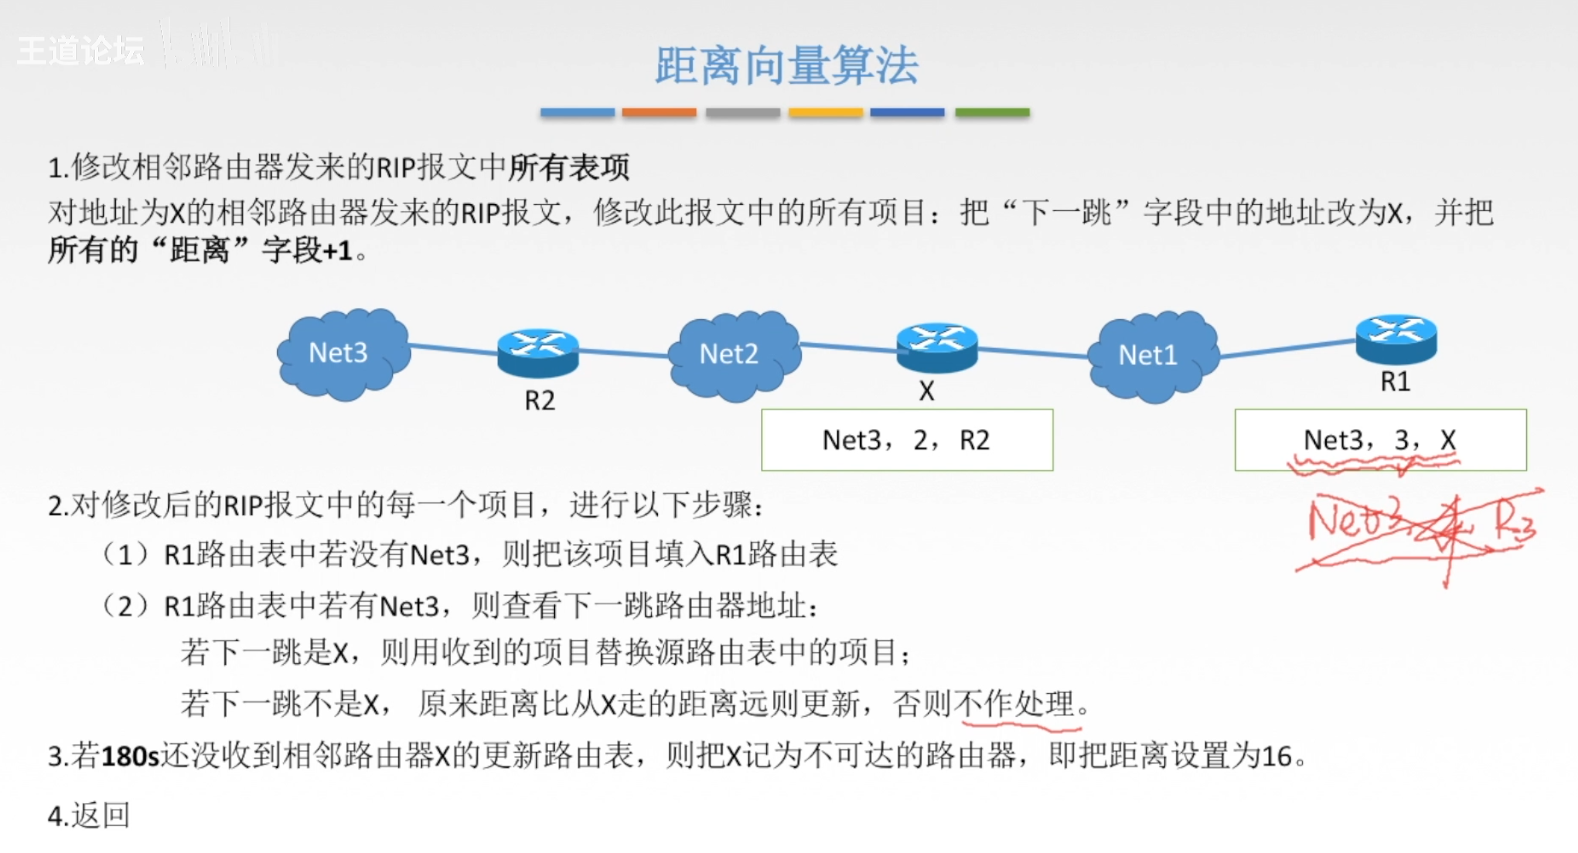 王道论坛
距离向量算法
1.修改相邻路由器发来的RIP报文中所有表项
对地址为X的相邻路由器发来的RIP报文，修改此报文中的所有项目：把“下一跳”字段中的地址改为X，并把
所有的“距离”字段+1。
Net3
Net2
Net1
R2
X
R1
Net3，2，R2
Net3，3，X
Net3
R3
2.对修改后的RIP报文中的每一个项目，进行以下步骤：
（1）R1路由表中若没有Net3，则把该项目填入R1路由表
（2）R1路由表中若有Net3，则查看下一跳路由器地址：
若下一跳是X，则用收到的项目替换源路由表中的项目；
若下一跳不是X， 原来距离比从X走的距离远则更新，否则不作处理。
3.若180s还没收到相邻路由器X的更新路由表，则把X记为不可达的路由器，即把距离设置为16。
4.返回